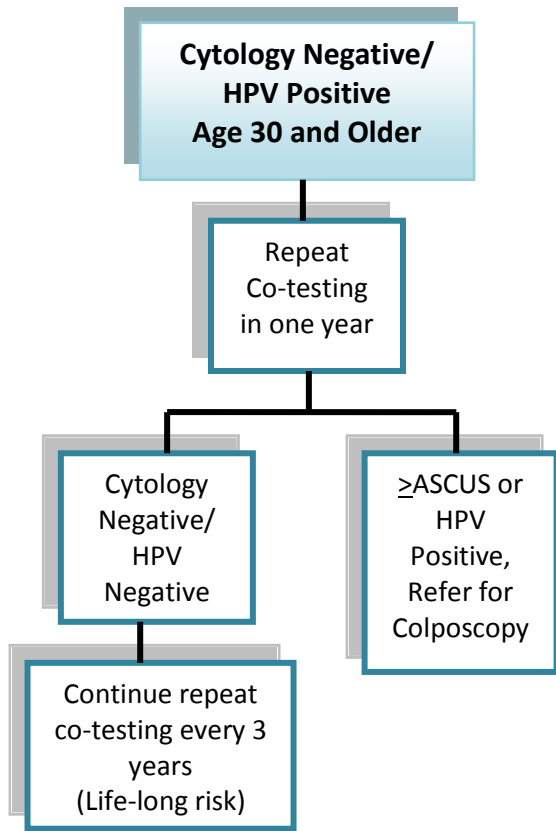 Cytology Negative/
HPV Positive
Age 30 and Older
Repeat
Co-testing
in one year
Cytology
Negative/
HPV
Negative
≥ASCUS or
HPV
Positive,
Refer for
Colposcopy
Continue repeat
co-testing every 3
years
(Life-long risk)